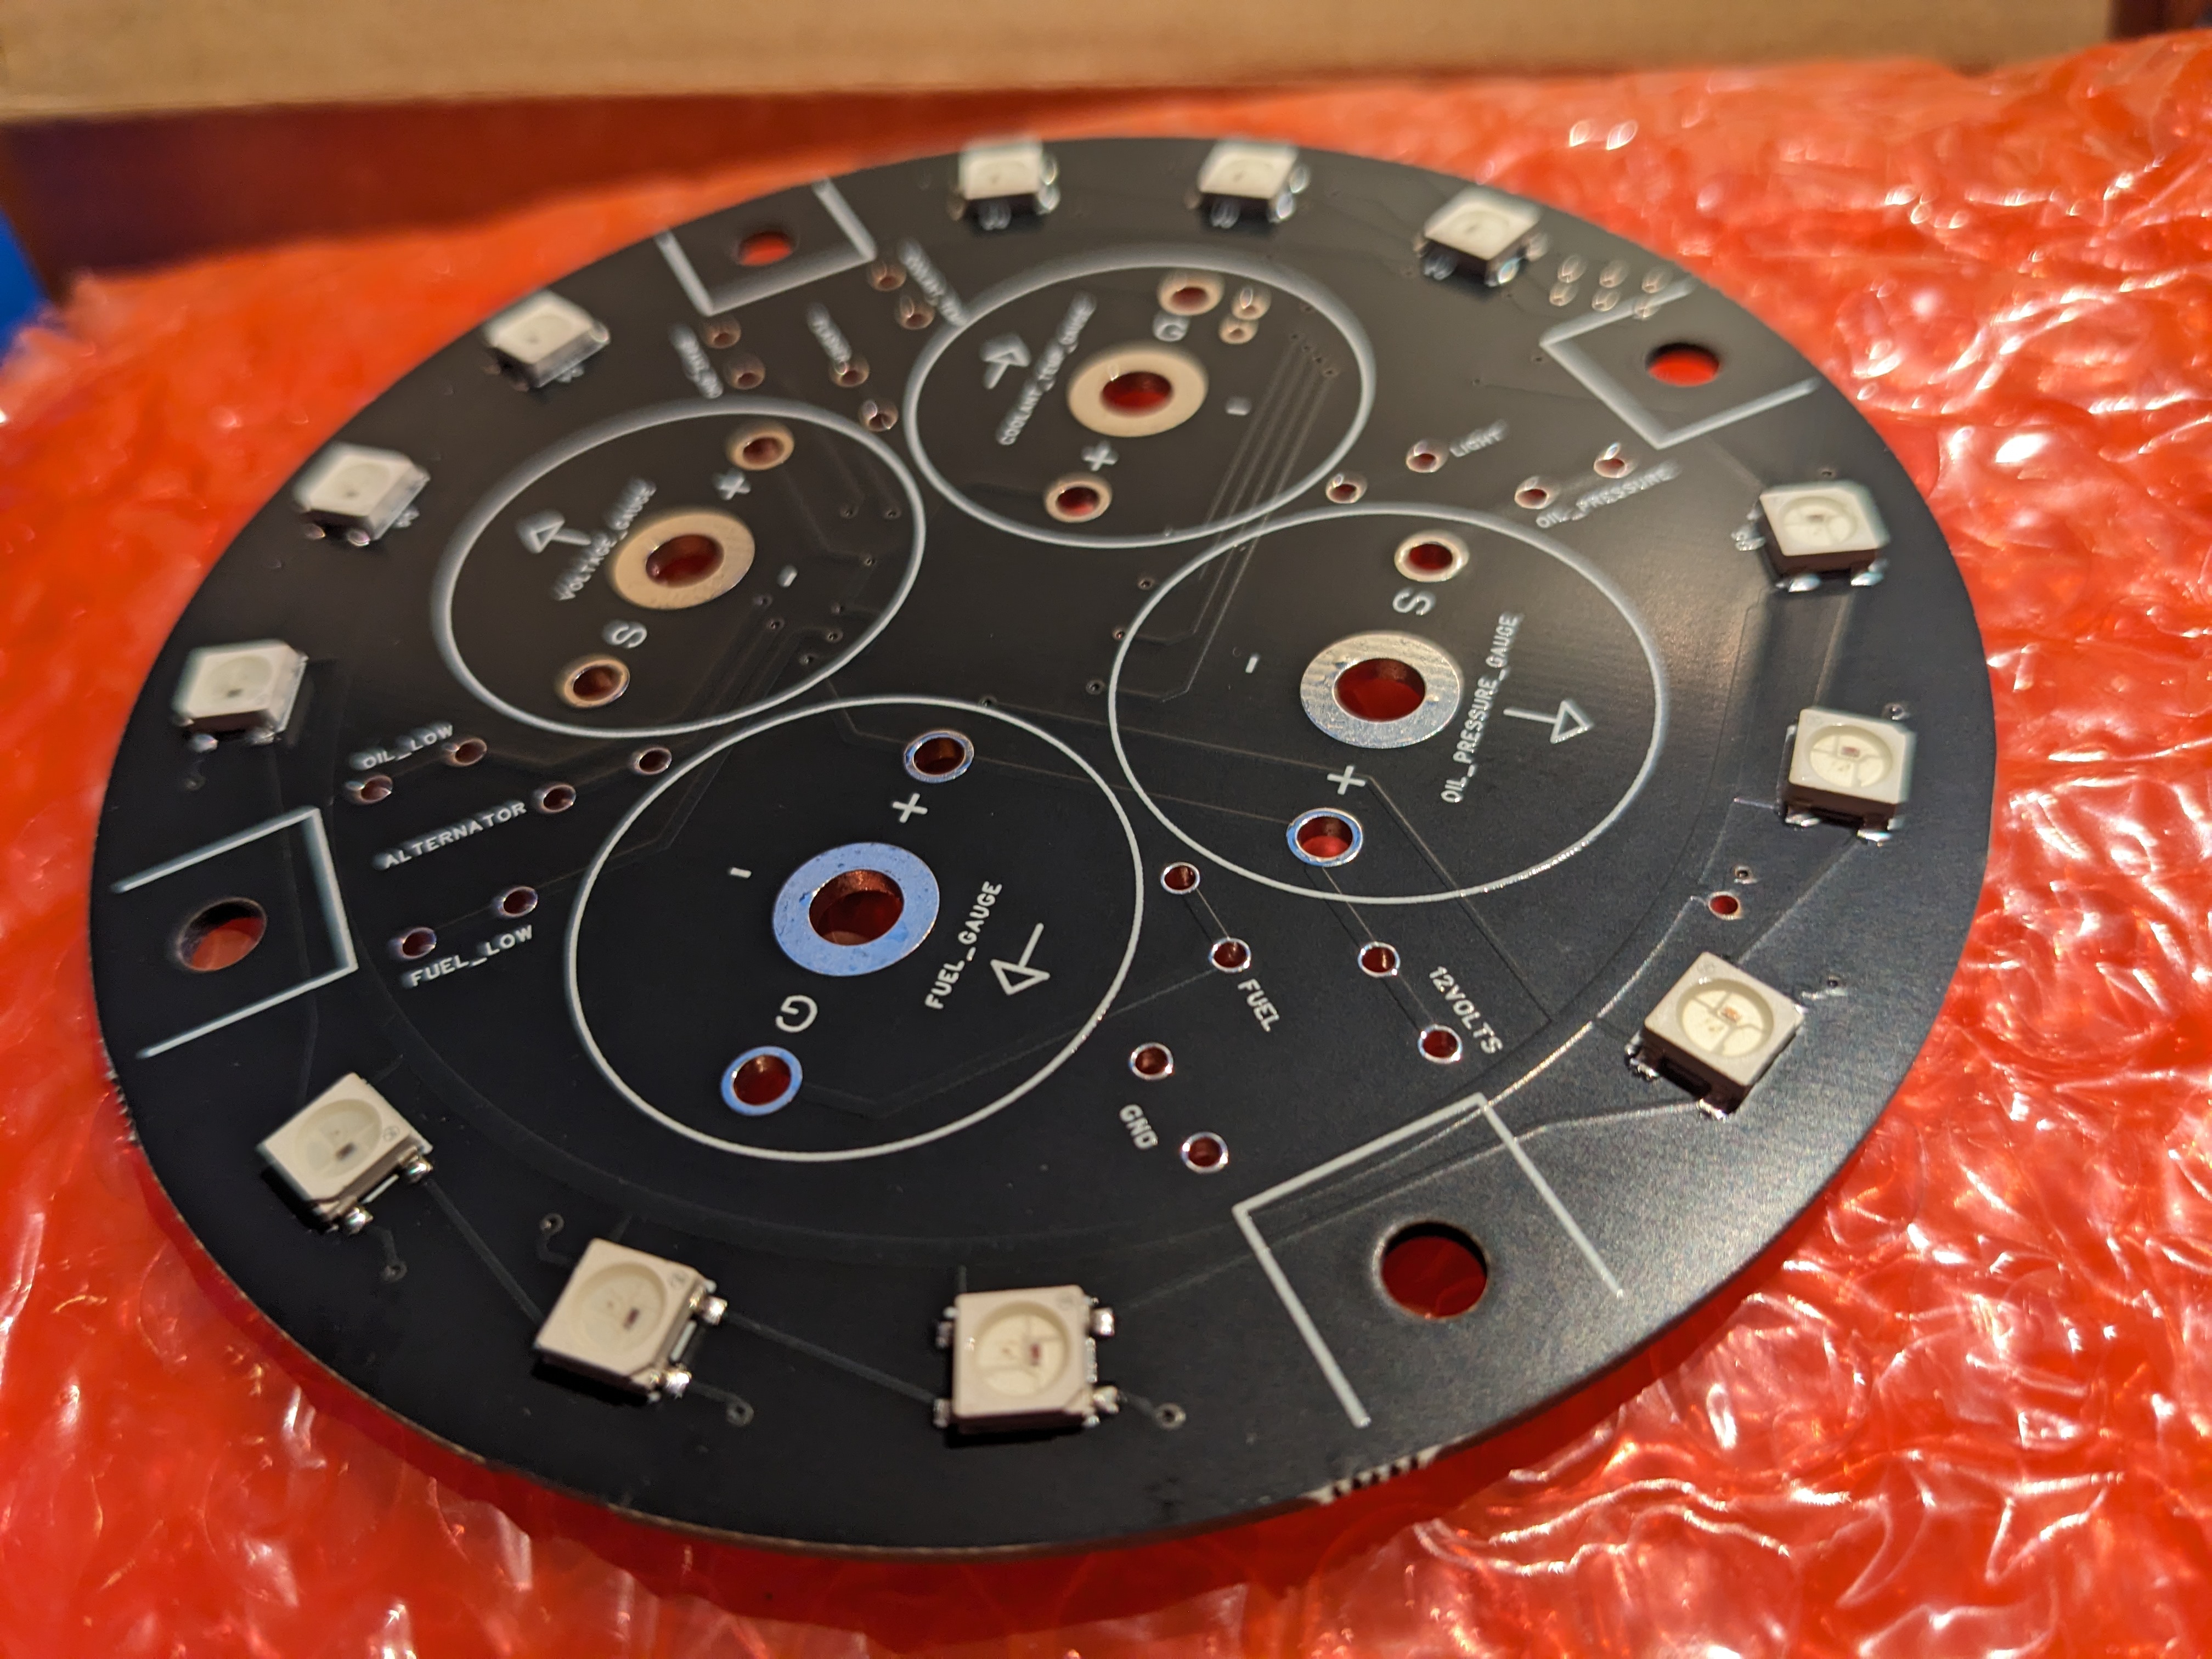 G
COOLANT_TEMP_GAUGE
-
+
LIGHT
OIL_PRESSURE
+
VOLTAGE_GAUGE
-
S
S
-
OIL_PRESSURE_GAUGE
+
OIL_LOW
ALTERNATOR
FUEL_LOW
+
-
FUEL_GAUGE
G
FUEL
12VOLTS
GND